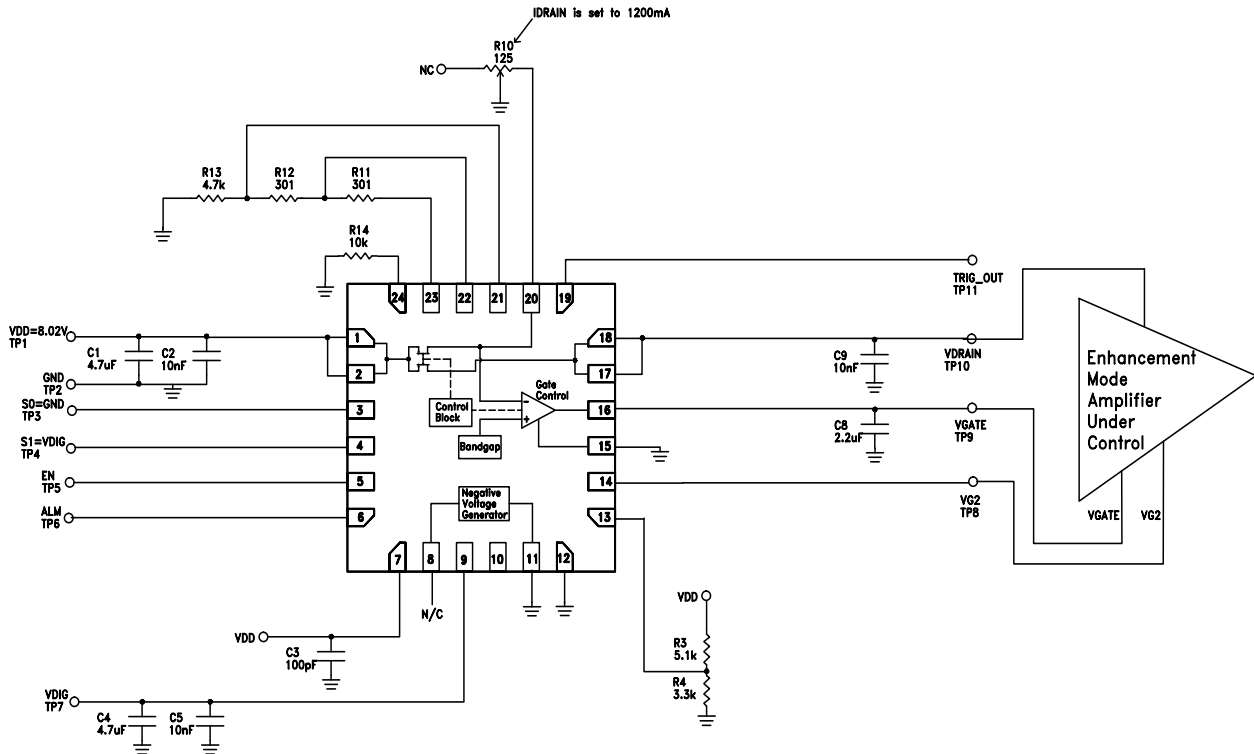 IDRAIN is set to 1200mA
R10
125
NC
R13
4.7k
R12
301
R11
301
R14
10k
24
23
22
21
20
19
TRIG_OUT
TP11
VDD=8.02V
TP1
C1
4.7uF
C2
10nF
GND
TP2
S0=GND
TP3
S1=VDIG
TP4
EN
TP5
ALM
TP6
1
2
3
4
5
6
Control
Block
Bandgap
Gate
Control
-
+
Negative
Voltage
Generator
18
17
16
15
14
13
C9
10nF
VDRAIN
TP10
C8
2.2uF
VGATE
TP9
VG2
TP8
Enhancement
Mode
Amplifier
Under
Control
VGATE
VG2
7
8
9
10
11
12
N/C
VDD
C3
100pF
VDIG
TP7
C4
4.7uF
C5
10nF
VDD
R3
5.1k
R4
3.3k